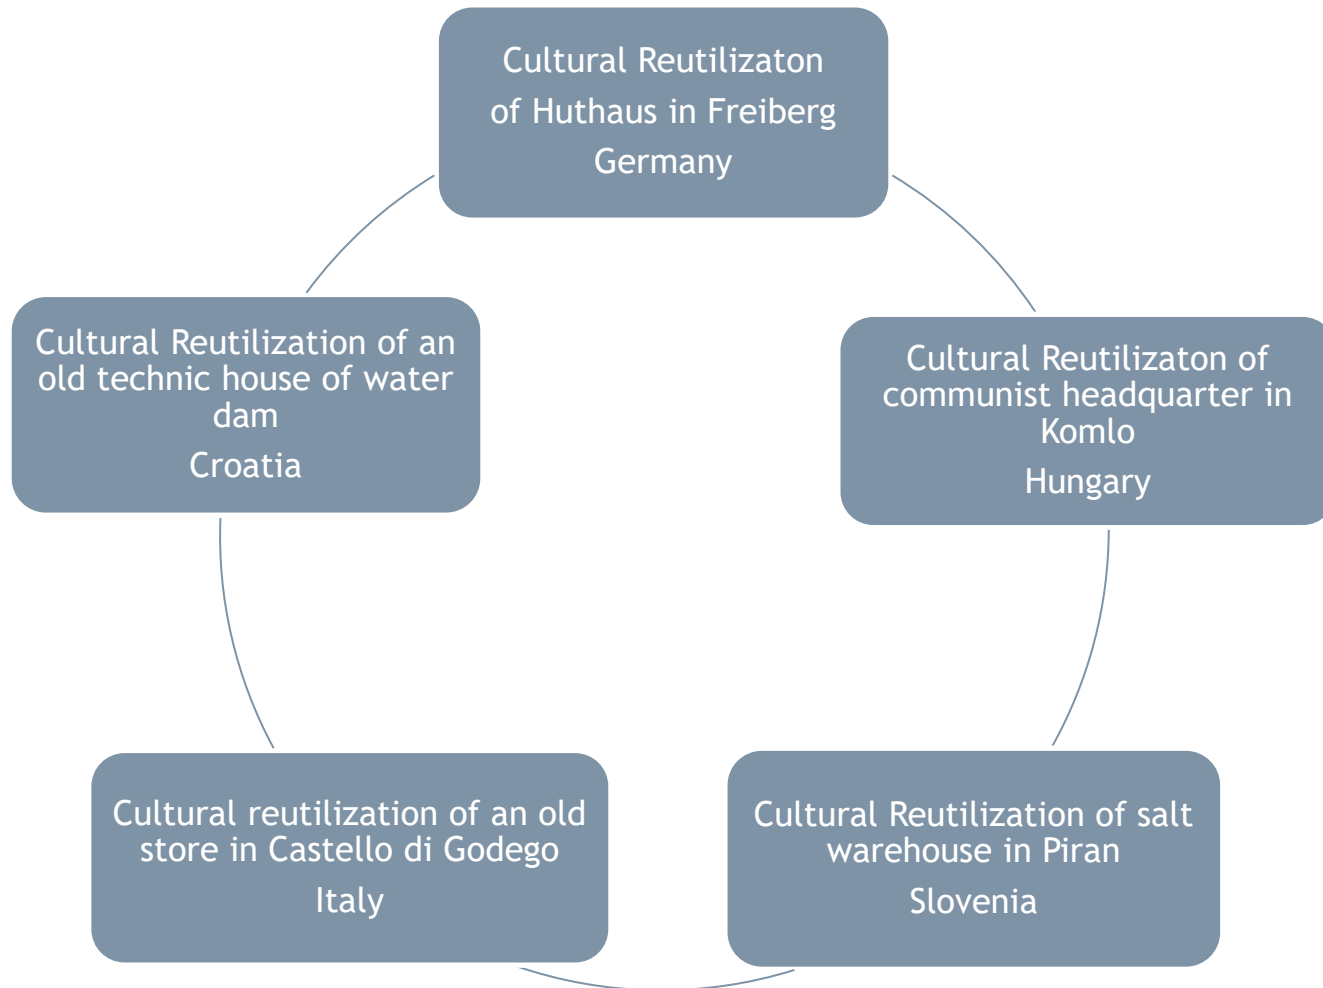 Cultural Reutilizaton
of Huthaus in Freiberg
Germany
Cultural Reutilizaton of
communist headquarter in
Komlo
Hungary
Cultural Reutilization of salt
warehouse in Piran
Slovenia
Cultural reutilization of an old
store in Castello di Godego
Italy
Cultural Reutilization of an
old technic house of water
dam
Croatia